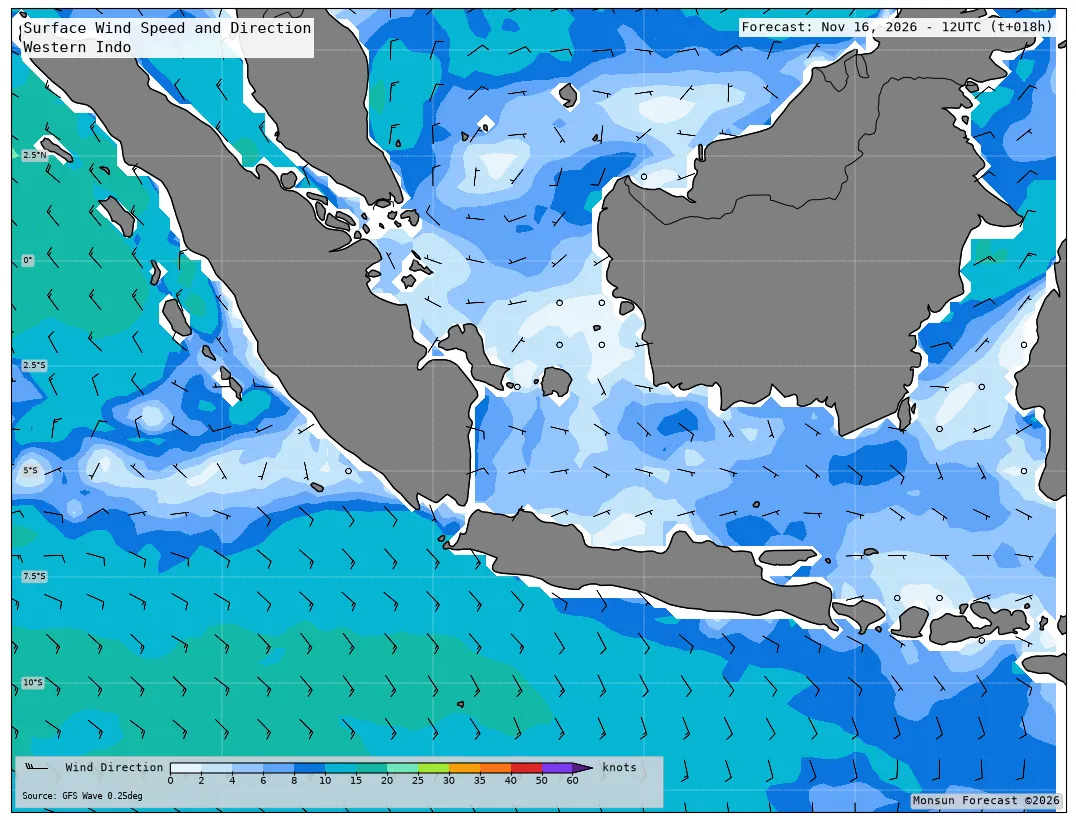 Surface Wind Speed and Direction
Western Indo
Forecast: Nov 16, 2026 - 12UTC (t+018h)
2.5°N
0°
2.5°S
5°S
7.5°S
10°S
Wind Direction
0 2 4 6 8 10 15 20 25 30 40 50 60
knots
Source: GFS Wave 0.25deg
Monsun Forecast ©2026